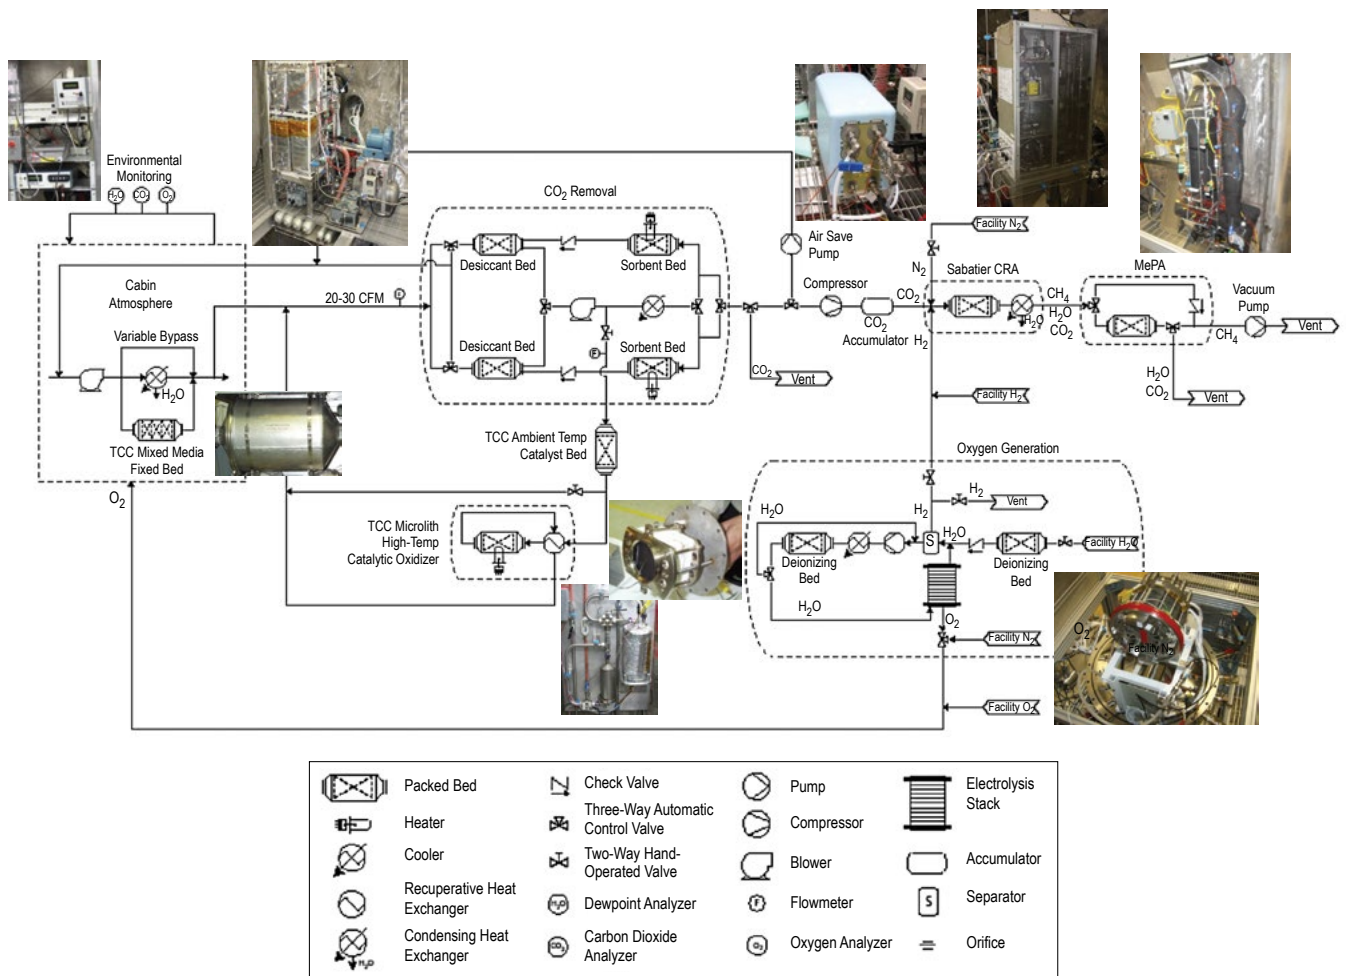 Environmental
Monitoring
H₂O CO₂ O₂
Cabin
Atmosphere
Variable Bypass
H₂O
TCC Mixed Media
Fixed Bed
O₂
20-30 CFM
CO₂ Removal
Desiccant Bed
Sorbent Bed
Desiccant Bed
Sorbent Bed
F
TCC Ambient Temp
Catalyst Bed
TCC Microlith
High-Temp
Catalytic Oxidizer
Air Save
Pump
Compressor
CO₂
CO₂
Accumulator
CO₂
Vent
Facility N₂
N₂
Sabatier CRA
H₂O
H₂
CH₄
H₂O
CO₂
MePA
Vacuum
Pump
CH₄
Vent
H₂O
CO₂
Vent
Facility H₂
Oxygen Generation
H₂
Vent
H₂
H₂O
S
H₂O
Facility H₂O
Deionizing
Bed
Deionizing
Bed
H₂O
O₂
Facility N₂
O₂
Facility N₂
Facility O₂
Packed Bed
Heater
Cooler
Recuperative Heat
Exchanger
H₂O
Condensing Heat
Exchanger
Check Valve
Three-Way Automatic
Control Valve
Two-Way Hand-
Operated Valve
H₂O
Dewpoint Analyzer
CO₂
Carbon Dioxide
Analyzer
Pump
Compressor
Blower
F
Flowmeter
O₂
Oxygen Analyzer
Electrolysis
Stack
Accumulator
S
Separator
Orifice